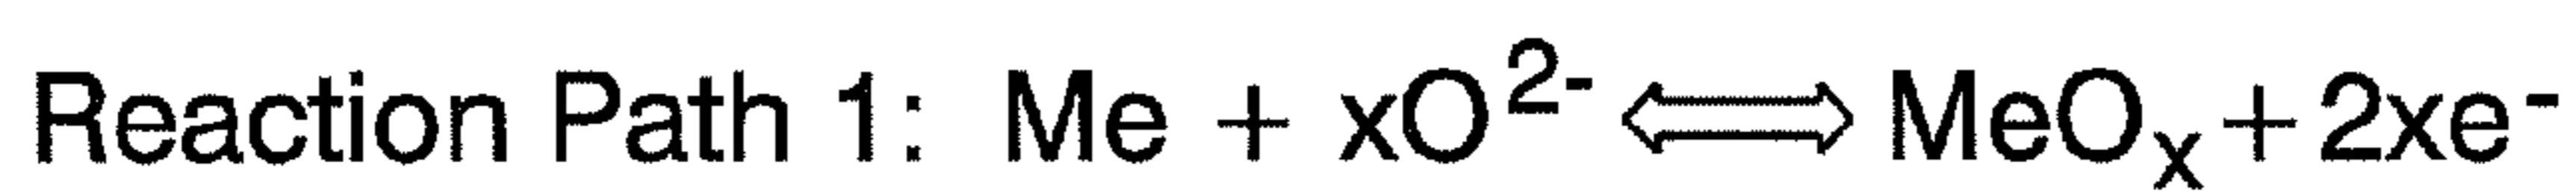 Reaction Path 1: Me + xO²⁻ ⇔ MeOₓ + 2xe⁻